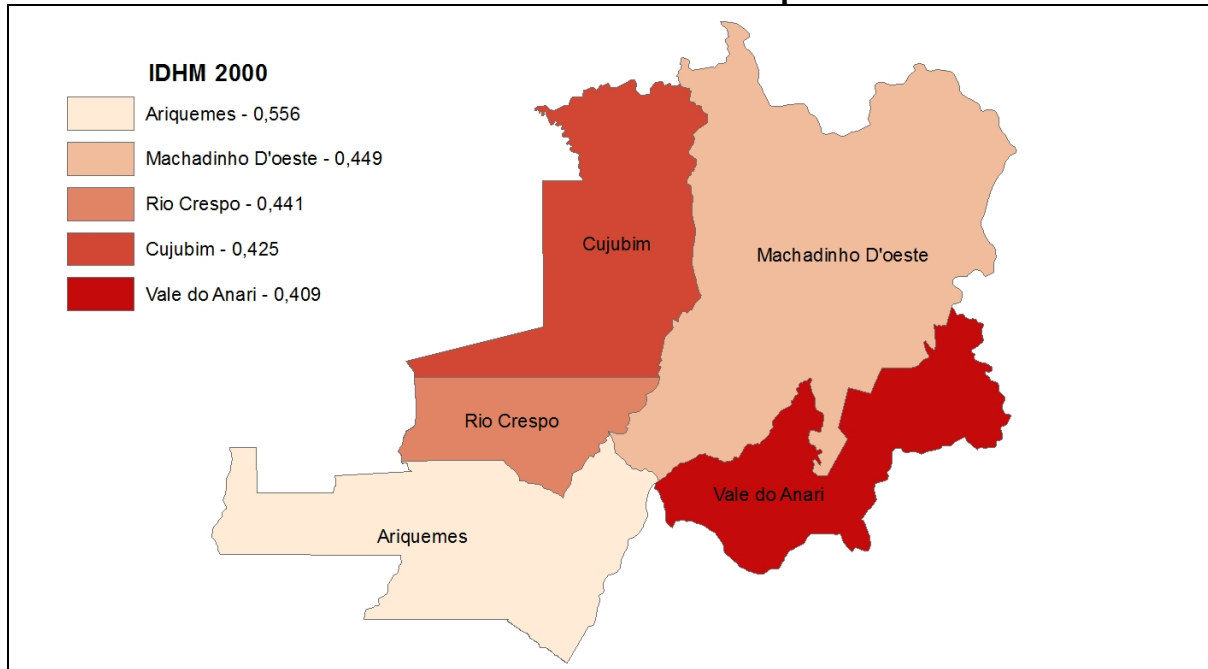 IDHM 2000
Ariquemes - 0,556
Machadinho D'oeste - 0,449
Rio Crespo - 0,441
Cujubim - 0,425
Vale do Anari - 0,409
Cujubim
Machadinho D'oeste
Rio Crespo
Vale do Anari
Ariquemes